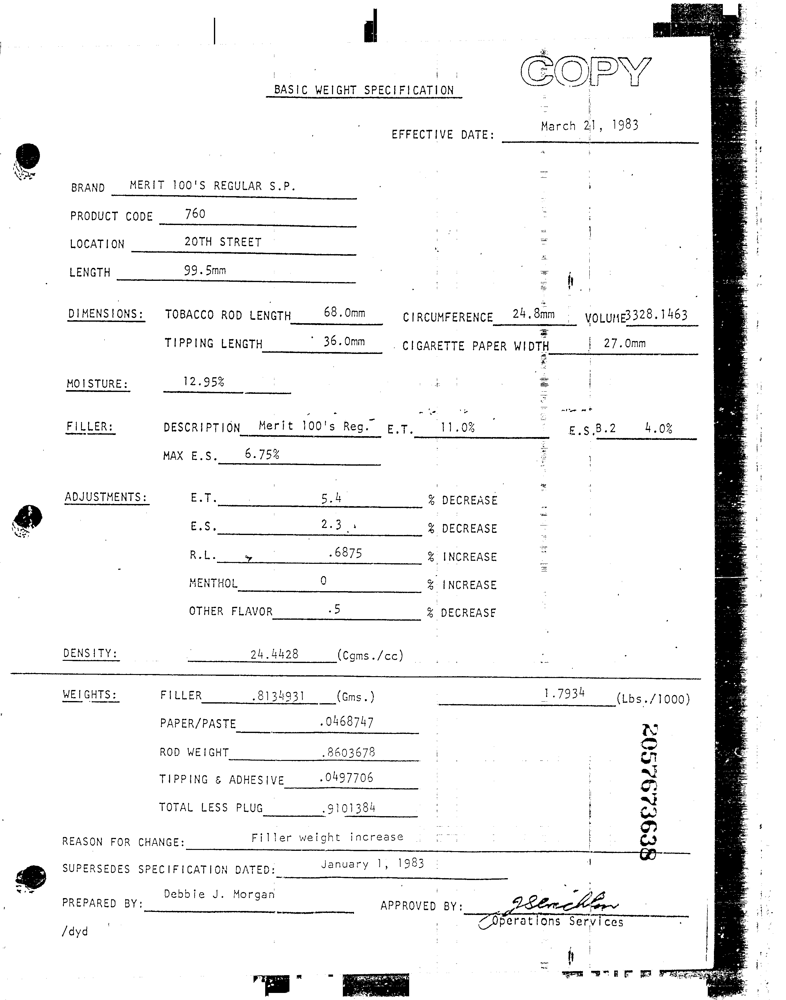 COPY
BASIC WEIGHT SPECIFICATION
EFFECTIVE DATE: March 21, 1983
BRAND MERIT 100'S REGULAR S.P.
PRODUCT CODE 760
LOCATION 20TH STREET
LENGTH 99.5mm
DIMENSIONS: TOBACCO ROD LENGTH 68.0mm CIRCUMFERENCE 24.8mm VOLUME 3328.1463
TIPPING LENGTH 36.0mm CIGARETTE PAPER WIDTH 27.0mm
MOISTURE: 12.95%
FILLER: DESCRIPTION Merit 100's Reg. E.T. 11.0% E.S. B.2 4.0%
MAX E.S. 6.75%
ADJUSTMENTS: E.T. 5.4 % DECREASE
E.S. 2.3 % DECREASE
R.L. .6875 % INCREASE
MENTHOL 0 % INCREASE
OTHER FLAVOR .5 % DECREASE
DENSITY: 24.4428 (Cgms./cc)
WEIGHTS: FILLER .8134931 (Gms.) 1.7934 (Lbs./1000)
PAPER/PASTE .0468747
ROD WEIGHT .8603678
TIPPING & ADHESIVE .0497706
TOTAL LESS PLUG .9101384
2057673638
REASON FOR CHANGE: Filler weight increase
SUPERSEDES SPECIFICATION DATED: January 1, 1983
PREPARED BY: Debbie J. Morgan APPROVED BY:
Operations Services
/dyd